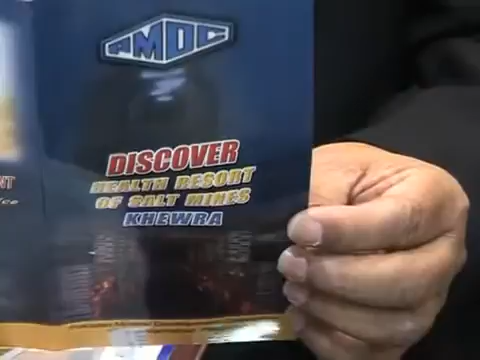 PMDC
DISCOVER
HEALTH RESORT
OF SALT MINES
KHEWRA